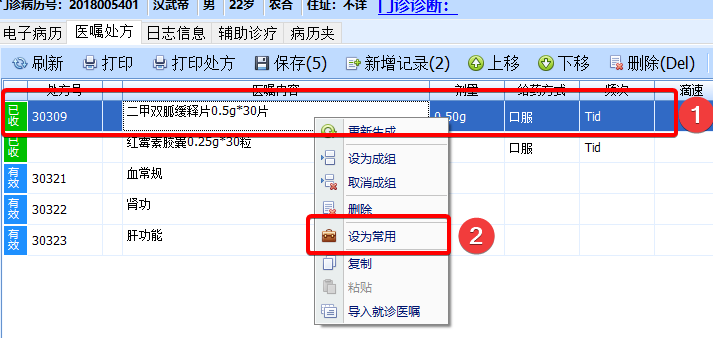 门诊病历号: 2018005401 汉武帝 男 22岁 农合 住址: 不详 门诊诊断:
电子病历 医嘱处方 日志信息 辅助诊疗 病历夹
刷新 打印 打印处方 保存(5) 新增记录(2) 上移 下移 删除(Del)
处方号 医嘱内容 剂量 给药方式 频次 滴速
已收 30309 二甲双胍缓释片0.5g*30片 0.50g 口服 Tid 1
已收 红霉素胶囊0.25g*30粒 口服 Tid
有效 30321 血常规
有效 30322 肾功
有效 30323 肝功能
重新生成
设为成组
取消成组
删除
设为常用 2
复制
粘贴
导入就诊医嘱